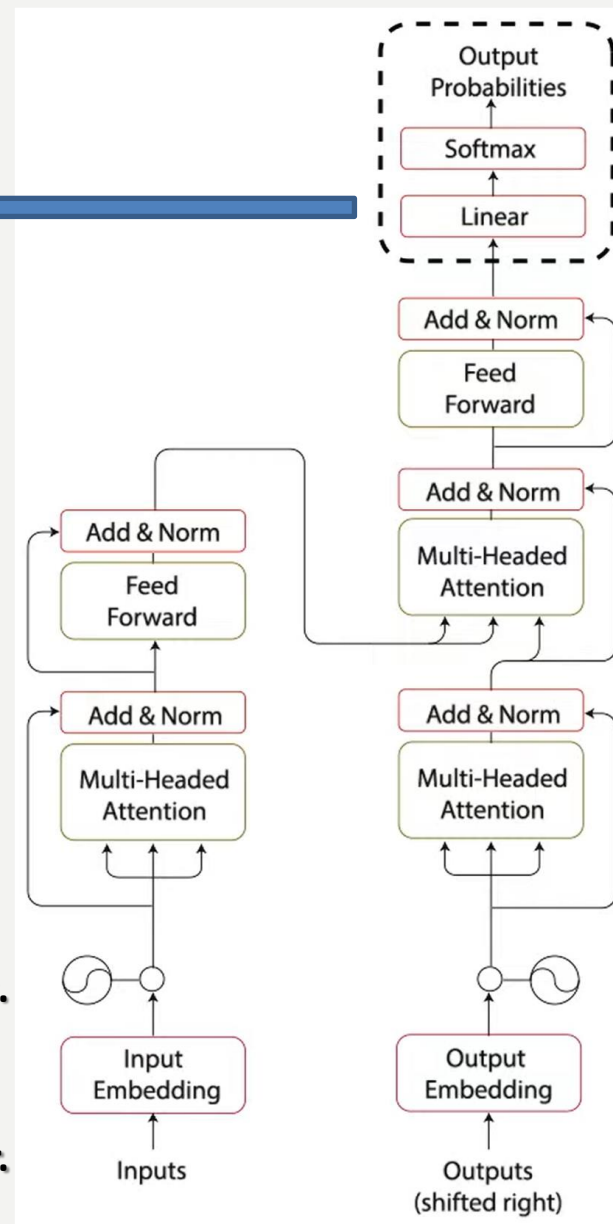 Output
Probabilities
Softmax
Linear
Add & Norm
Feed
Forward
Add & Norm
Multi-Headed
Attention
Add & Norm
Feed
Forward
Add & Norm
Multi-Headed
Attention
Add & Norm
Multi-Headed
Attention
Input
Embedding
Output
Embedding
Inputs
Outputs
(shifted right)